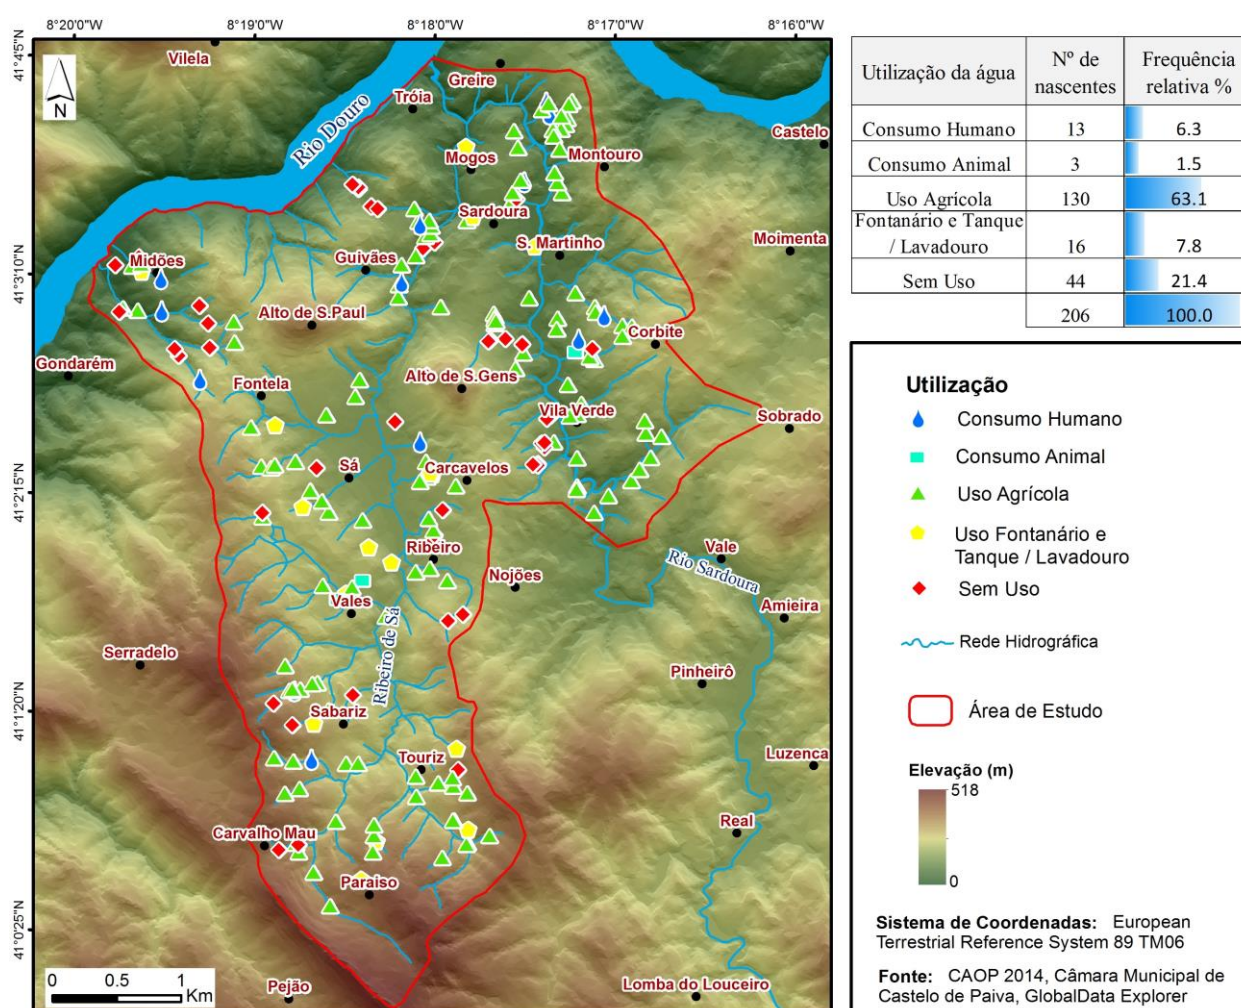 8°20'0"W 8°19'0"W 8°18'0"W 8°17'0"W 8°16'0"W
41°4'5"N
41°3'10"N
41°2'15"N
41°1'20"N
41°0'25"N
N
Vilela
Greire
Tróia
Rio Douro
Castelo
Mogos
Montouro
Sardoura
S. Martinho
Moimenta
Midões
Guivães
Alto de S.Paul
Corbite
Gondarém
Fontela
Alto de S.Gens
Vila Verde
Sobrado
Sá
Carcavelos
Ribeiro
Nojões
Vale
Rio Sardoura
Vales
Amieira
Ribeiro de Sá
Serradelo
Pinheirô
Sabariz
Touriz
Luzenca
Carvalho Mau
Real
Paraiso
Pejão
Lomba do Louceiro
0 0.5 1
Km
Utilização da água Nº de nascentes Frequência relativa %
Consumo Humano 13 6.3
Consumo Animal 3 1.5
Uso Agrícola 130 63.1
Fontanário e Tanque
/ Lavadouro 16 7.8
Sem Uso 44 21.4
206 100.0
Utilização
Consumo Humano
Consumo Animal
Uso Agrícola
Uso Fontanário e
Tanque / Lavadouro
Sem Uso
Rede Hidrográfica
Área de Estudo
Elevação (m)
518
0
Sistema de Coordenadas: European
Terrestrial Reference System 89 TM06
Fonte: CAOP 2014, Câmara Municipal de
Castelo de Paiva, GlobalData Explorer